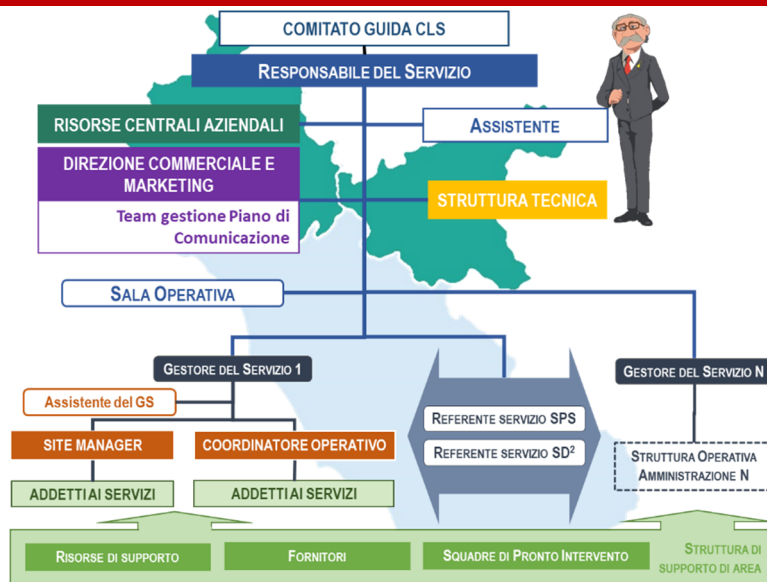 COMITATO GUIDA CLS
RESPONSABILE DEL SERVIZIO
RISORSE CENTRALI AZIENDALI
ASSISTENTE
DIREZIONE COMMERCIALE E
MARKETING
Team gestione Piano di
Comunicazione
STRUTTURA TECNICA
SALA OPERATIVA
GESTORE DEL SERVIZIO 1
GESTORE DEL SERVIZIO N
Assistente del GS
REFERENTE SERVIZIO SPS
SITE MANAGER
COORDINATORE OPERATIVO
REFERENTE SERVIZIO SD²
STRUTTURA OPERATIVA
AMMINISTRAZIONE N
ADDETTI AI SERVIZI
ADDETTI AI SERVIZI
RISORSE DI SUPPORTO
FORNITORI
SQUADRE DI PRONTO INTERVENTO
STRUTTURA DI
SUPPORTO DI AREA